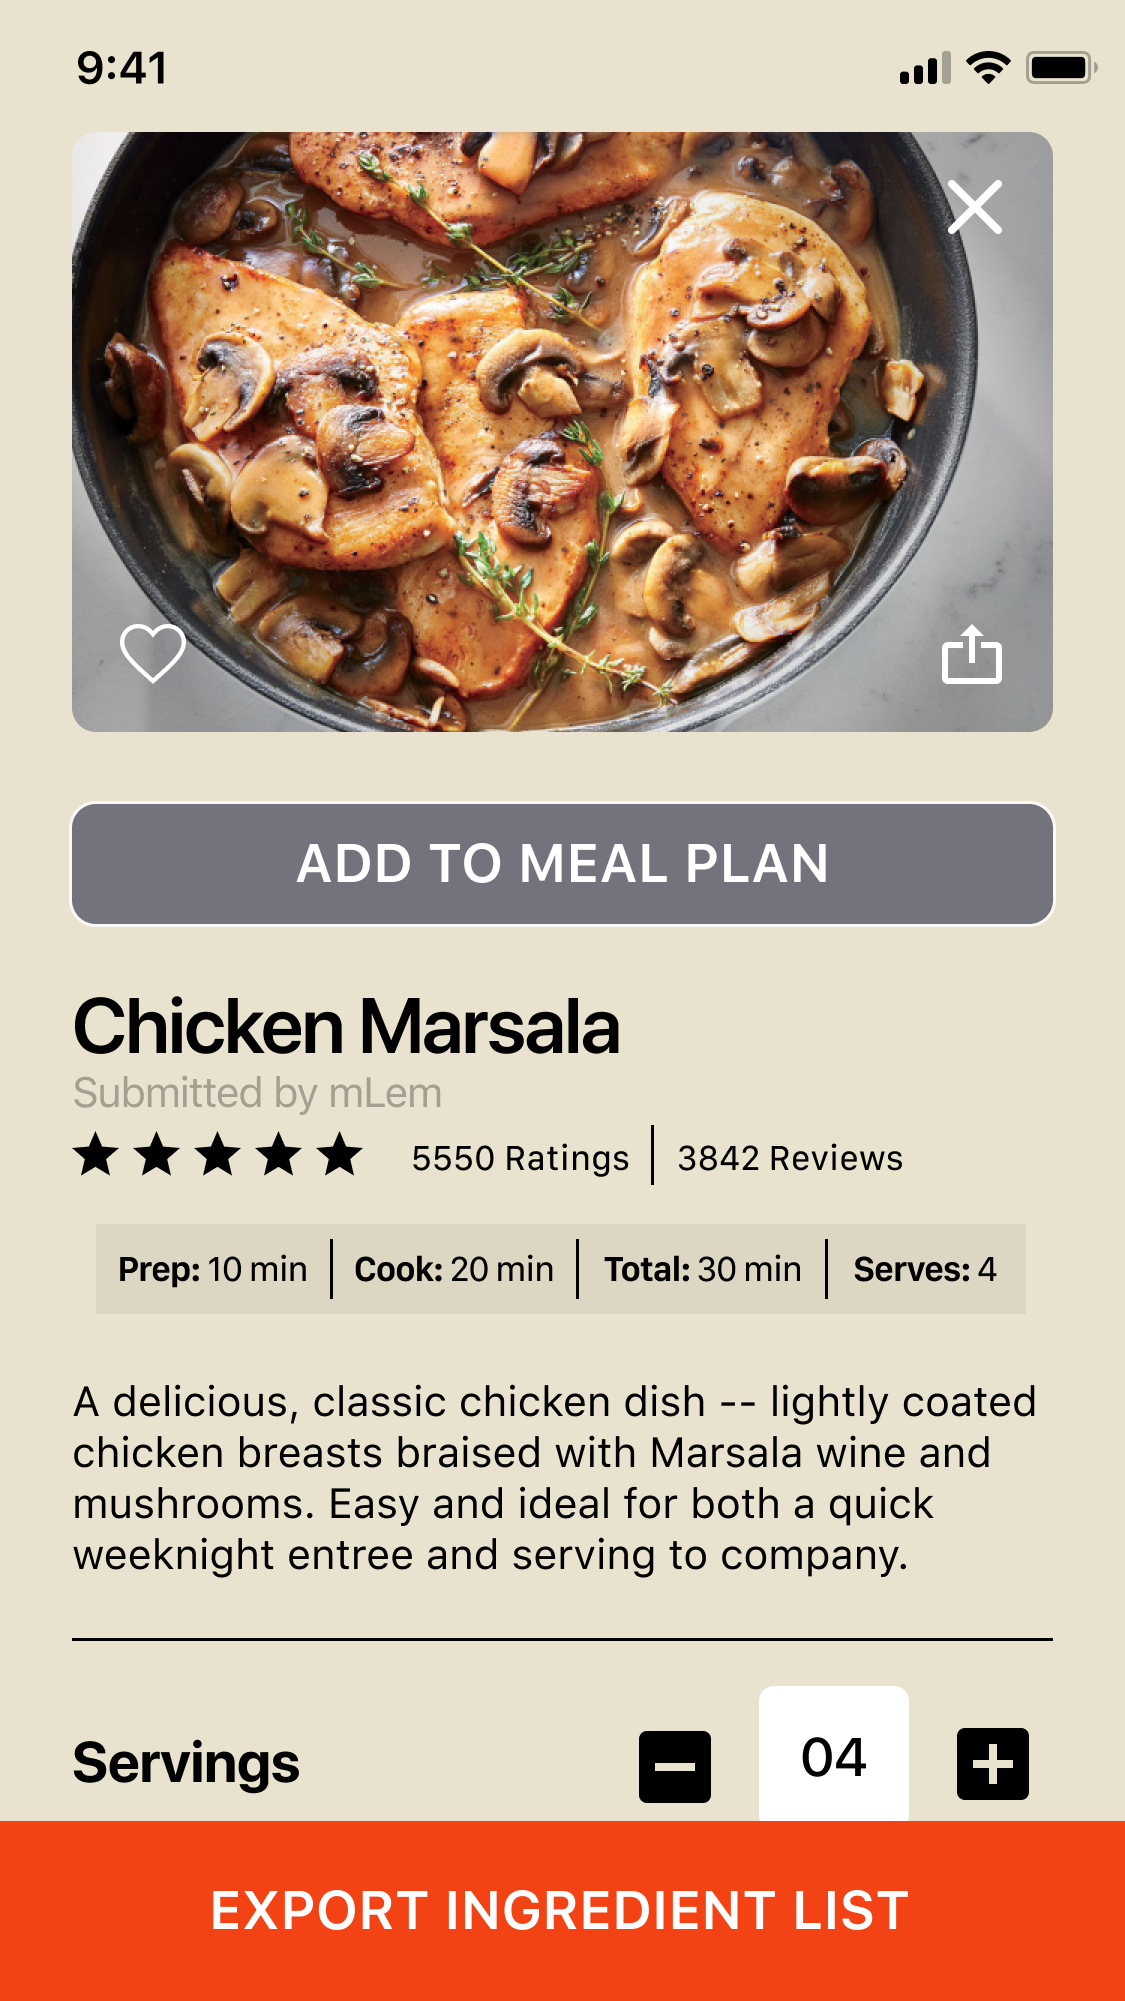 9:41
ADD TO MEAL PLAN
Chicken Marsala
Submitted by mLem
5550 Ratings
3842 Reviews
Prep: 10 min
Cook: 20 min
Total: 30 min
Serves: 4
A delicious, classic chicken dish -- lightly coated
chicken breasts braised with Marsala wine and
mushrooms. Easy and ideal for both a quick
weeknight entree and serving to company.
Servings
04
EXPORT INGREDIENT LIST